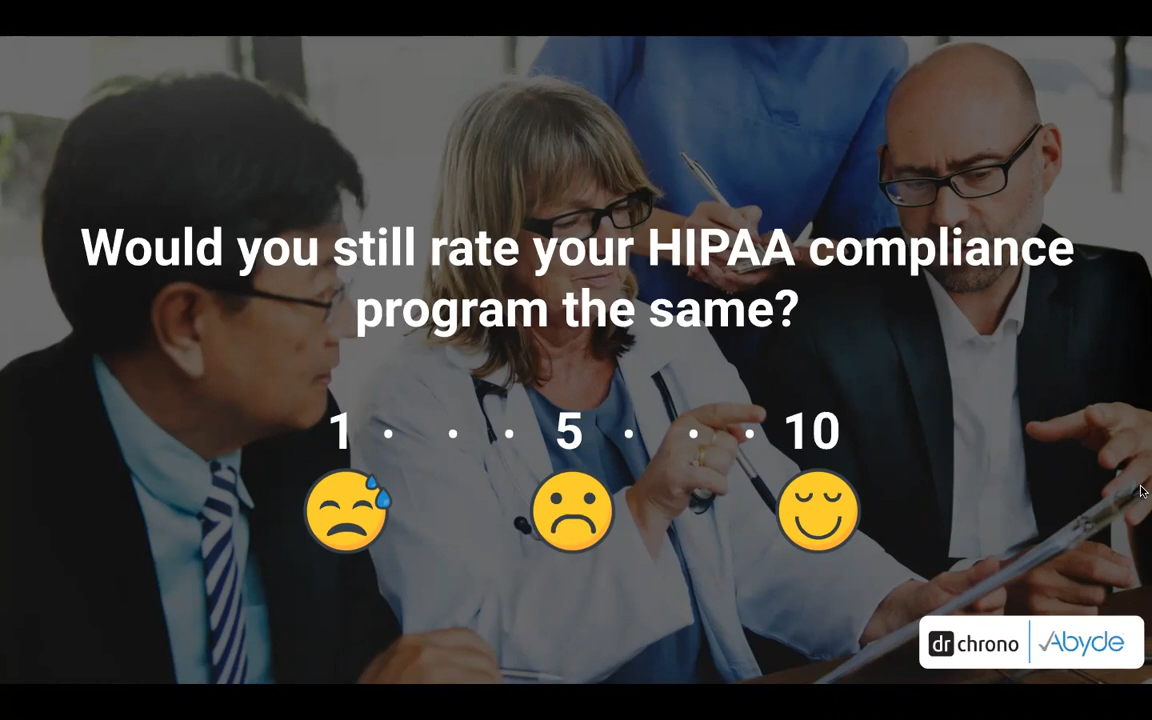 Would you still rate your HIPAA compliance
program the same?
1 · · · 5 · · · 10
dr chrono | Abyde